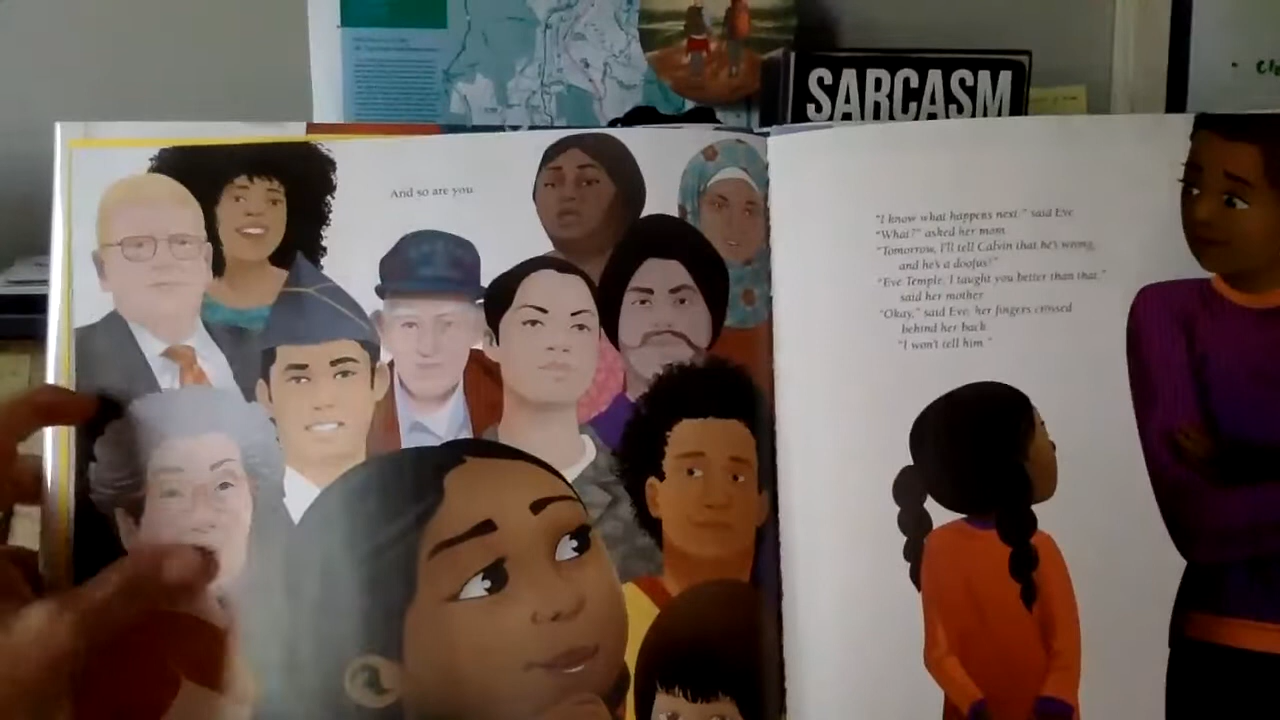 SARCASM
And so are you.
"I know what happens next," said Eve.
"What?" asked her mom.
"Tomorrow, I'll tell Calvin that he's wrong,
and he's a doofus!"
"Eve Temple, I taught you better than that,"
said her mother.
"Okay," said Eve, her fingers crossed
behind her back.
"I won't tell him."